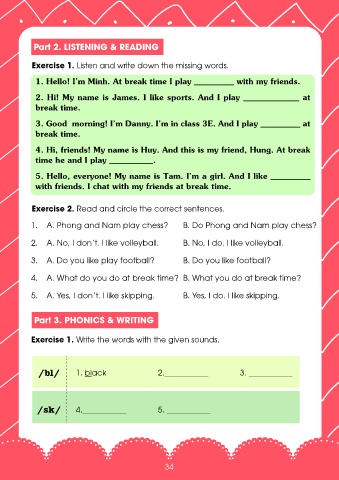 Part 2. LISTENING & READING
Exercise 1. Listen and write down the missing words.
1. Hello! I'm Minh. At break time I play __________ with my friends.
2. Hi! My name is James. I like sports. And I play ______________ at
break time.
3. Good morning! I'm Danny. I'm in class 3E. And I play __________ at
break time.
4. Hi, friends! My name is Huy. And this is my friend, Hung. At break
time he and I play ___________.
5. Hello, everyone! My name is Tam. I'm a girl. And I like __________
with friends. I chat with my friends at break time.
Exercise 2. Read and circle the correct sentences.
1. A. Phong and Nam play chess? B. Do Phong and Nam play chess?
2. A. No, I don't. I like volleyball. B. No, I do. I like volleyball.
3. A. Do you like play football? B. Do you like football?
4. A. What do you do at break time? B. What you do at break time?
5. A. Yes, I don't. I like skipping. B. Yes, I do. I like skipping.
Part 3. PHONICS & WRITING
Exercise 1. Write the words with the given sounds.
/bl/ 1. black 2.___________ 3. ___________
/sk/ 4.___________ 5. ___________
34